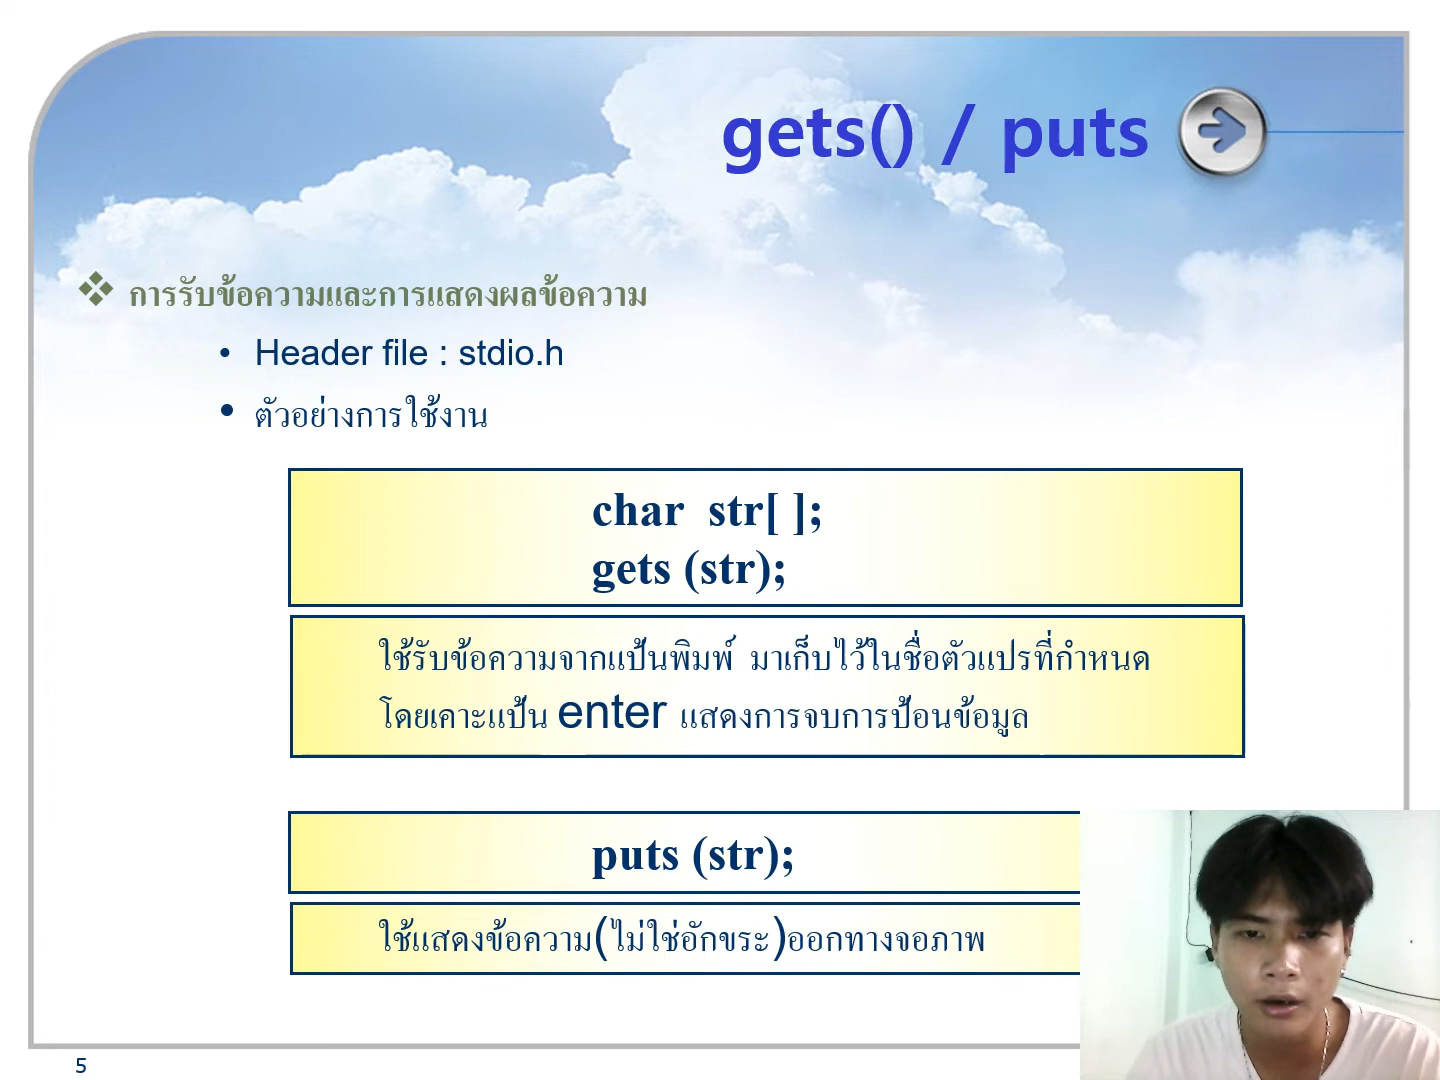 gets() / puts
การรับข้อความและการแสดงผลข้อความ
Header file : stdio.h
ตัวอย่างการใช้งาน
char str[ ];
gets (str);
ใช้รับข้อความจากแป้นพิมพ์ มาเก็บไว้ในชื่อตัวแปรที่กำหนด
โดยเคาะแป้น enter แสดงการจบการป้อนข้อมูล
puts (str);
ใช้แสดงข้อความ(ไม่ใช่อักขระ)ออกทางจอภาพ
5